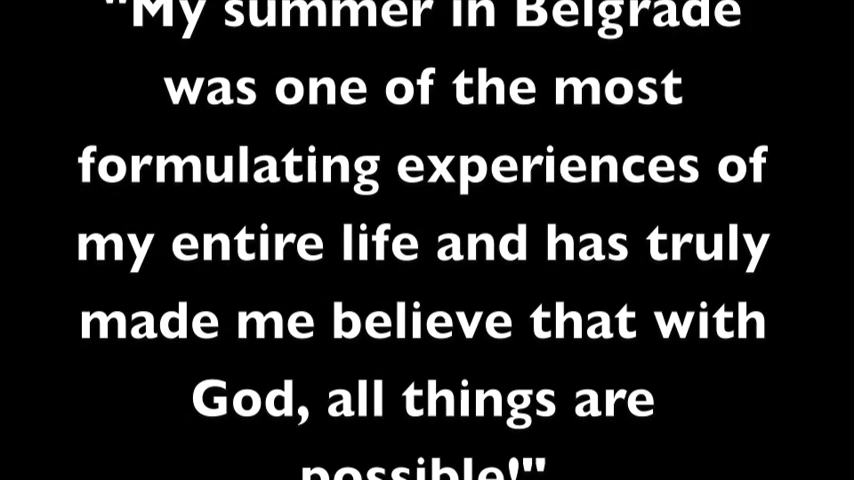 "My summer in Belgrade
was one of the most
formulating experiences of
my entire life and has truly
made me believe that with
God, all things are
possible!"